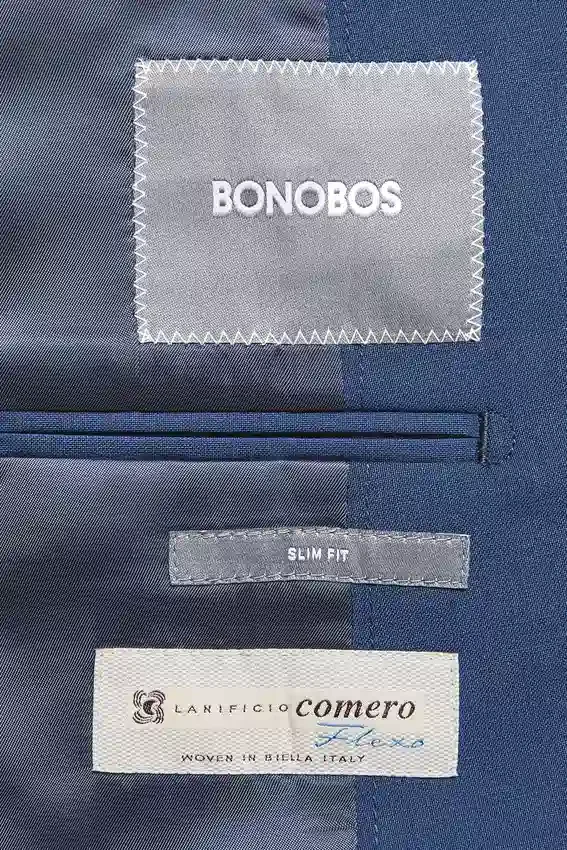 BONOBOS
SLIM FIT
LANIFICIO comero
Flexo
WOVEN IN BIELLA ITALY